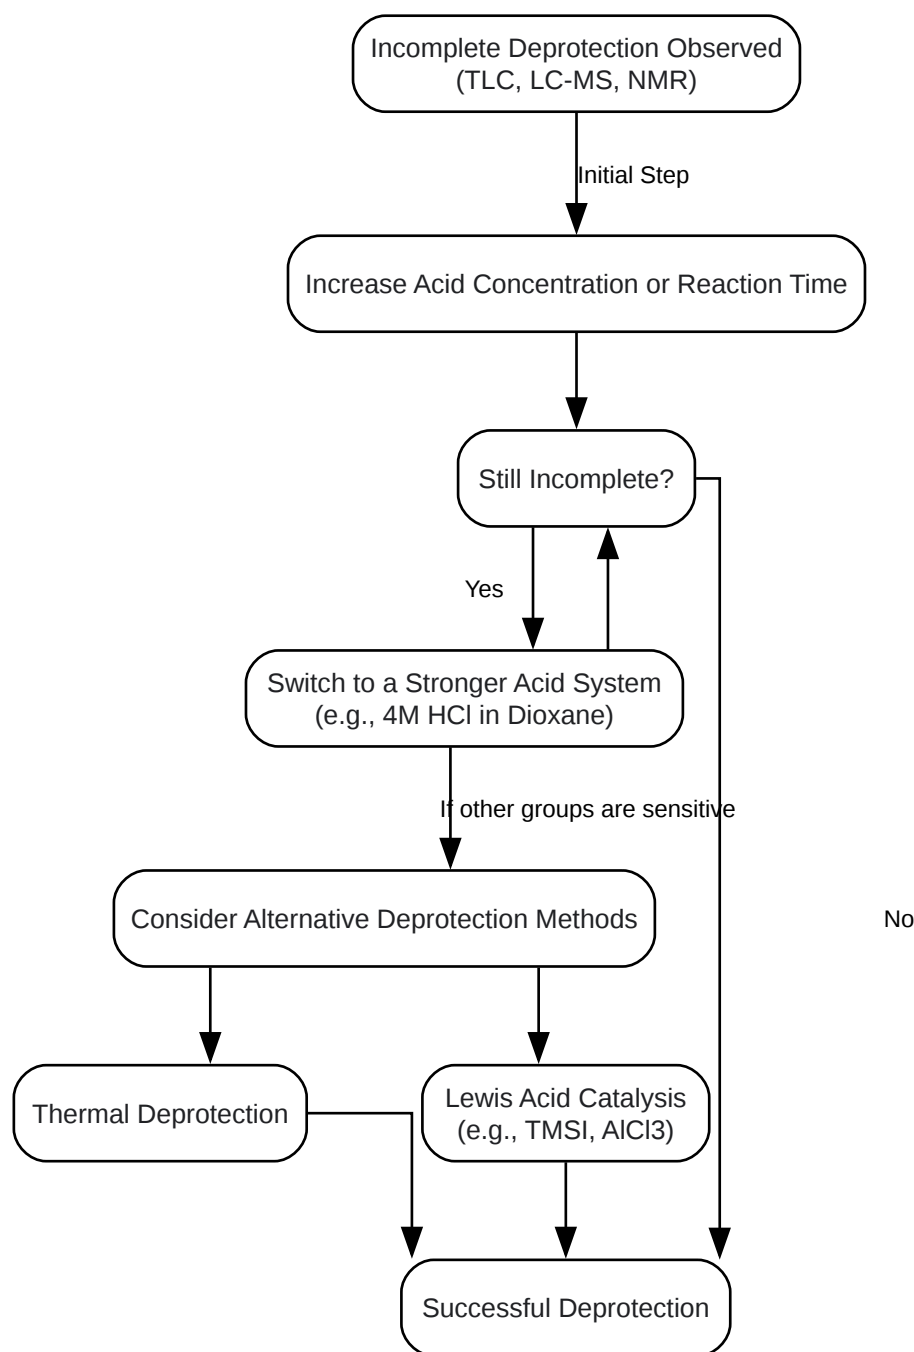 Incomplete Deprotection Observed
(TLC, LC-MS, NMR)
Initial Step
Increase Acid Concentration or Reaction Time
Still Incomplete?
Yes
Switch to a Stronger Acid System
(e.g., 4M HCl in Dioxane)
If other groups are sensitive
Consider Alternative Deprotection Methods
No
Thermal Deprotection
Lewis Acid Catalysis
(e.g., TMSI, AlCl3)
Successful Deprotection